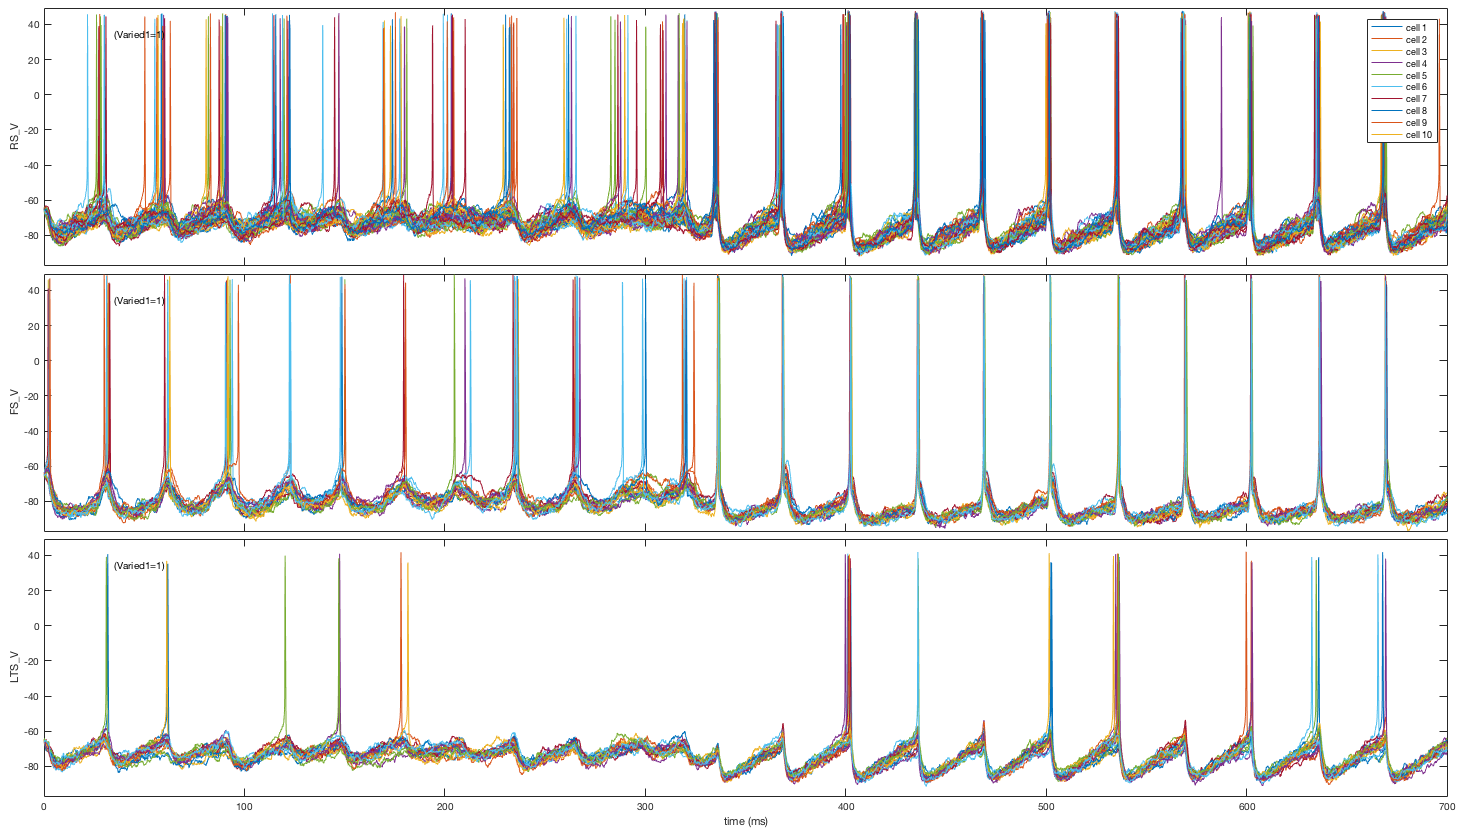 40
20
0
-20
-40
-60
-80
RS_V
(Varied1=1)
cell 1
cell 2
cell 3
cell 4
cell 5
cell 6
cell 7
cell 8
cell 9
cell 10
40
20
0
-20
-40
-60
-80
FS_V
(Varied1=1)
40
20
0
-20
-40
-60
-80
LTS_V
(Varied1=1)
0 100 200 300 400 500 600 700
time (ms)